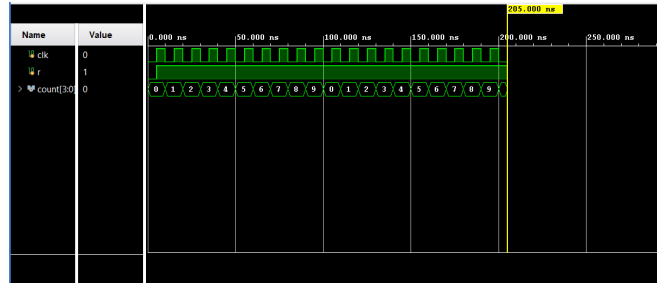 205.000 ns
Name Value
0.000 ns 50.000 ns 100.000 ns 150.000 ns 200.000 ns 250.000 ns
clk 0
r 1
> count[3:0] 0 0 1 2 3 4 5 6 7 8 9 0 1 2 3 4 5 6 7 8 9